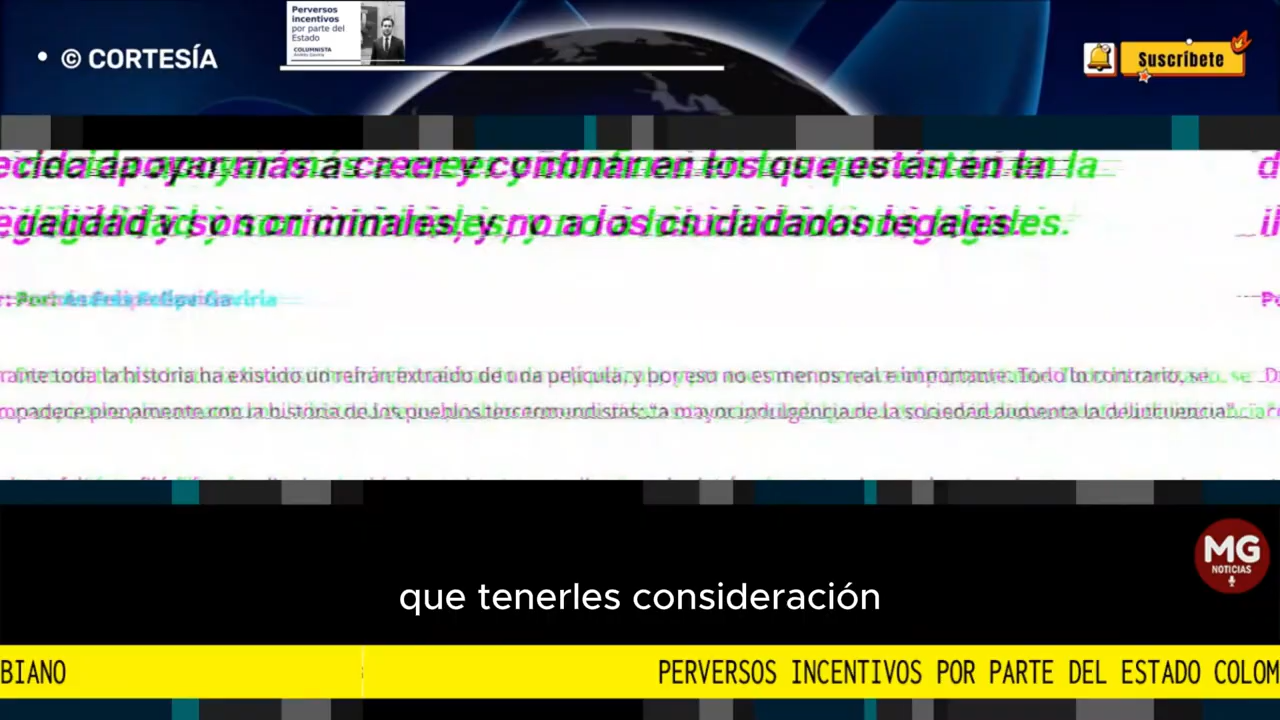 Perversos
incentivos
por parte del
Estado
COLUMNISTA
• © CORTESÍA
Suscríbete
apoyar más a creer y confinar en los que están en la
y son criminales, y no a los ciudadanos legales.
Por: Felipe Gaviria
toda la historia ha existido un refrán extraído de una película, y por eso no es menos real e importante. Todo lo contrario, se
plenamente con la historia de los pueblos tercermundistas: "a mayor indulgencia de la sociedad aumenta la delincuencia"
MG
NOTICIAS
que tenerles consideración
BIANO
PERVERSOS INCENTIVOS POR PARTE DEL ESTADO COLOM